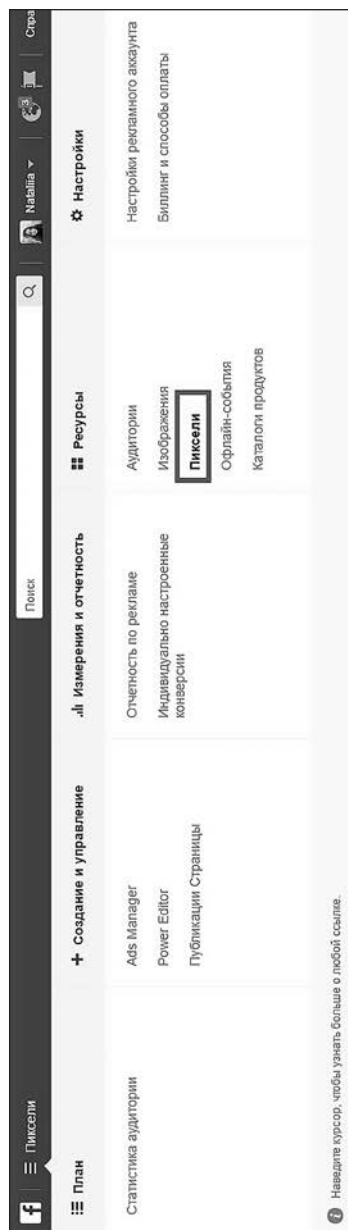 f
Пиксели
Поиск
Nataliia
3
Спра
План
Статистика аудитории
Создание и управление
Ads Manager
Power Editor
Публикации Страницы
Измерения и отчетность
Отчетность по рекламе
Индивидуально настроенные
конверсии
Ресурсы
Аудитории
Изображения
Пиксели
Офлайн-события
Каталоги продуктов
Настройки
Настройки рекламного аккаунта
Биллинг и способы оплаты
Наведите курсор, чтобы узнать больше о любой ссылке.